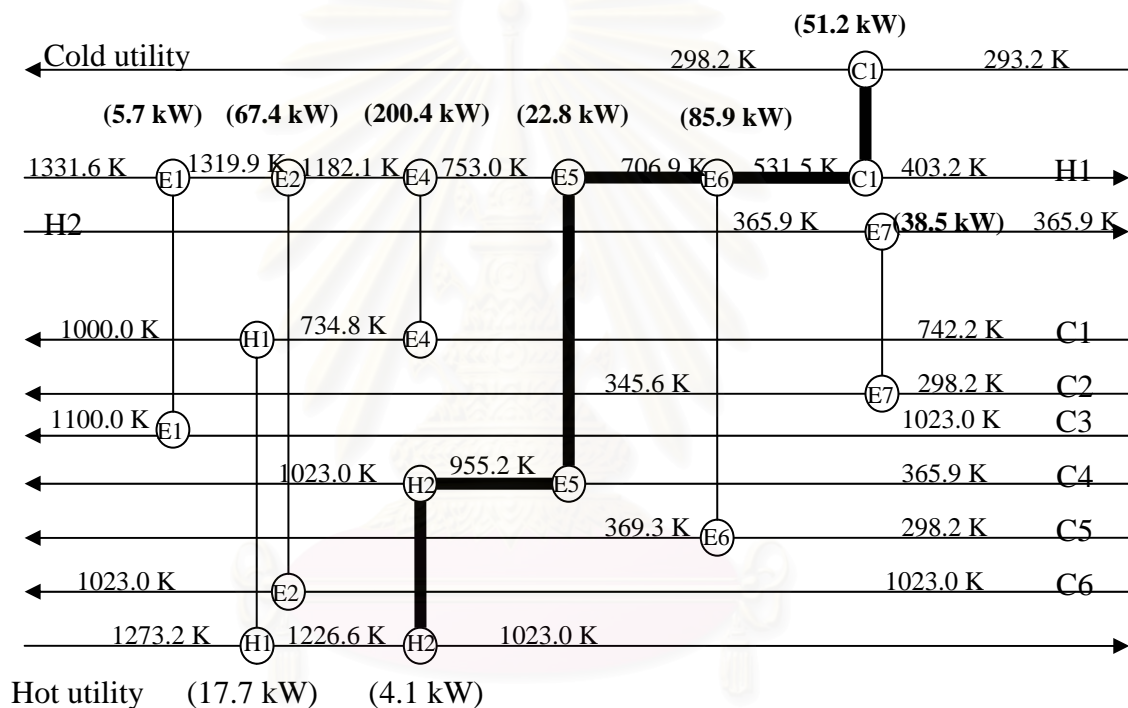 (51.2 kW)
Cold utility 298.2 K C1 293.2 K
(5.7 kW) (67.4 kW) (200.4 kW) (22.8 kW) (85.9 kW)
1331.6 K E1 1319.9 K E2 1182.1 K E4 753.0 K E5 706.9 K E6 531.5 K C1 403.2 K H1
H2 365.9 K E7 (38.5 kW) 365.9 K
1000.0 K H1 734.8 K E4 742.2 K C1
345.6 K E7 298.2 K C2
1100.0 K E1 1023.0 K C3
1023.0 K H2 955.2 K E5 365.9 K C4
369.3 K E6 298.2 K C5
1023.0 K E2 1023.0 K C6
1273.2 K H1 1226.6 K H2 1023.0 K
Hot utility (17.7 kW) (4.1 kW)